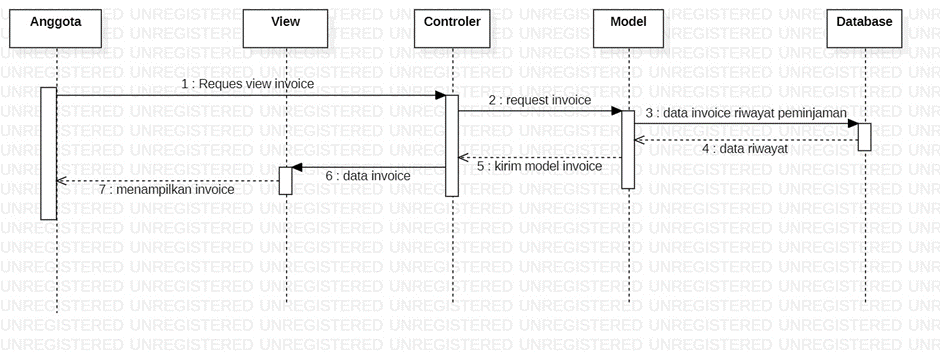 Anggota View Controler Model Database
1 : Reques view invoice
2 : request invoice
3 : data invoice riwayat peminjaman
4 : data riwayat
5 : kirim model invoice
6 : data invoice
7 : menampilkan invoice
UNREGISTERED